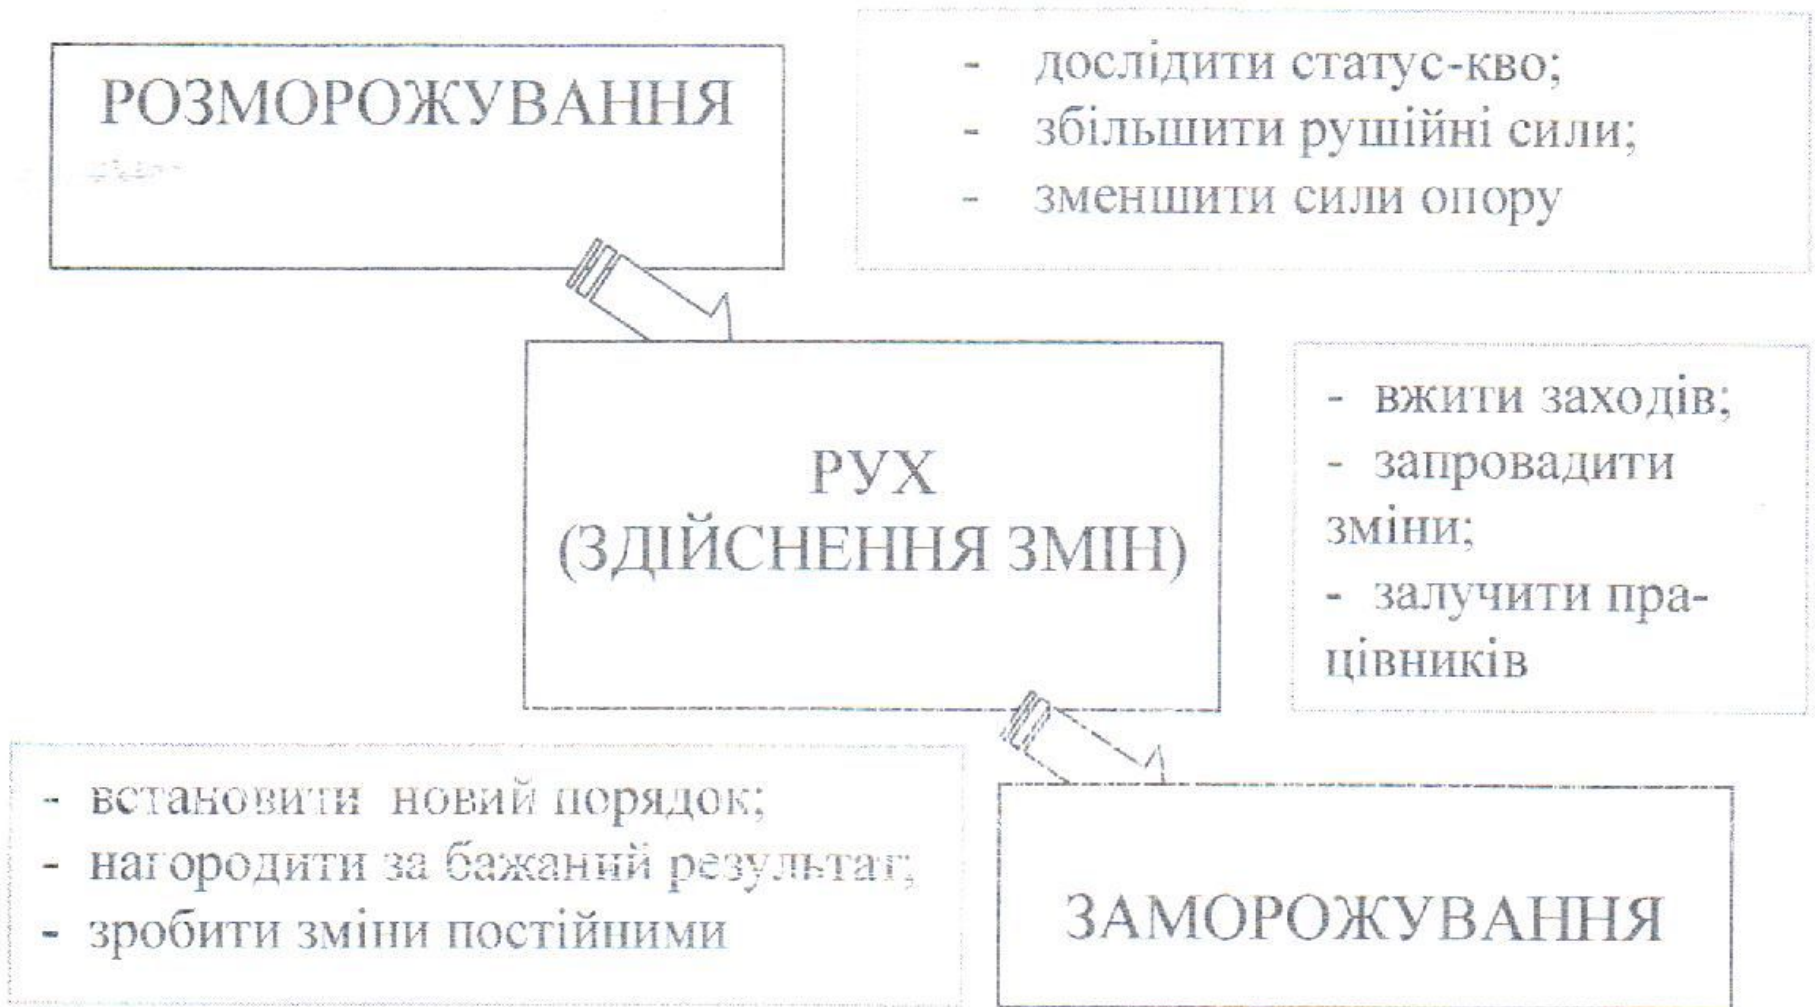 РОЗМОРОЖУВАННЯ
- дослідити статус-кво;
- збільшити рушійні сили;
- зменшити сили опору
РУХ
(ЗДІЙСНЕННЯ ЗМІН)
- вжити заходів;
- запровадити
зміни;
- залучити пра-
цівників
- встановити новий порядок;
- нагородити за бажаний результат;
- зробити зміни постійними
ЗАМОРОЖУВАННЯ